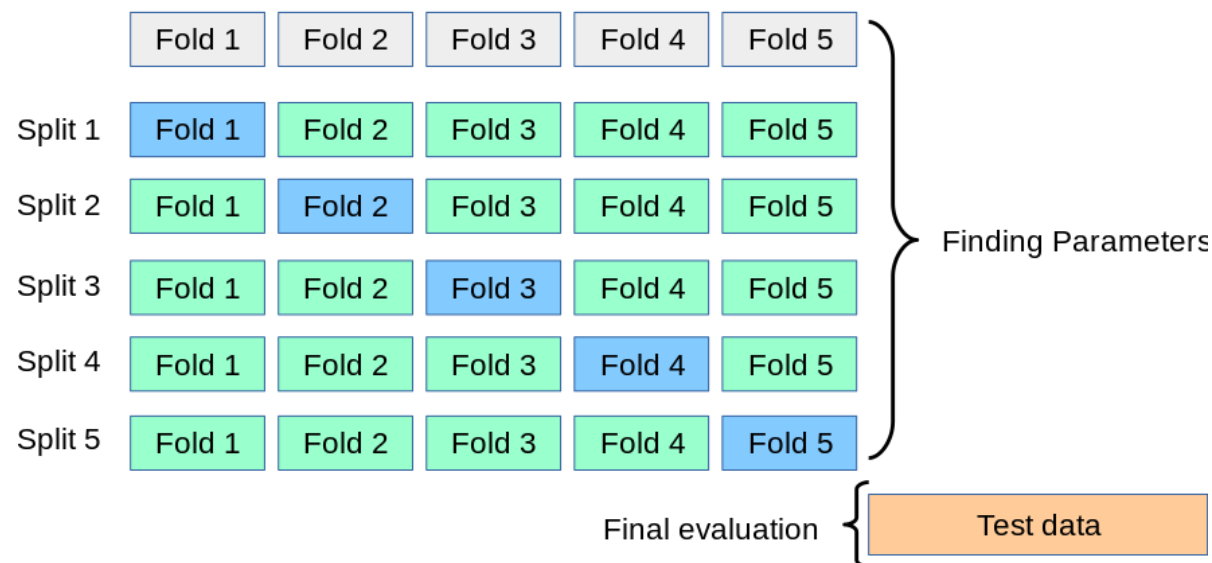 Fold 1 Fold 2 Fold 3 Fold 4 Fold 5
Split 1 Fold 1 Fold 2 Fold 3 Fold 4 Fold 5
Split 2 Fold 1 Fold 2 Fold 3 Fold 4 Fold 5
Finding Parameters
Split 3 Fold 1 Fold 2 Fold 3 Fold 4 Fold 5
Split 4 Fold 1 Fold 2 Fold 3 Fold 4 Fold 5
Split 5 Fold 1 Fold 2 Fold 3 Fold 4 Fold 5
Final evaluation Test data